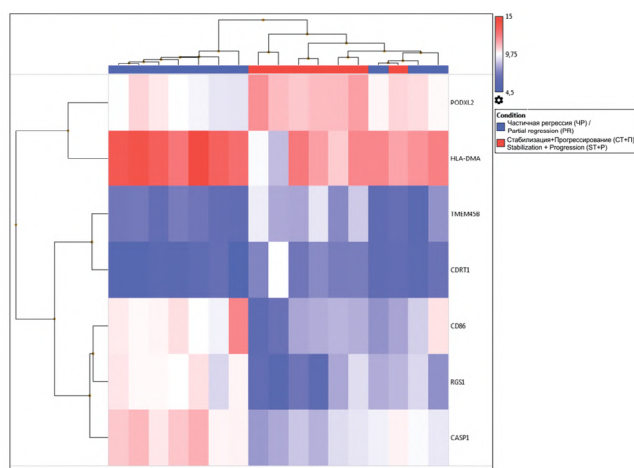 15
9,75
4,5
Condition
Частичная регрессия (ЧР) /
Partial regression (PR)
Стабилизация+Прогрессирование (СТ+П)
Stabilization + Progression (ST+P)
PODXL2
HLA-DMA
TMEM45B
CDRT1
CD86
RGS1
CASP1